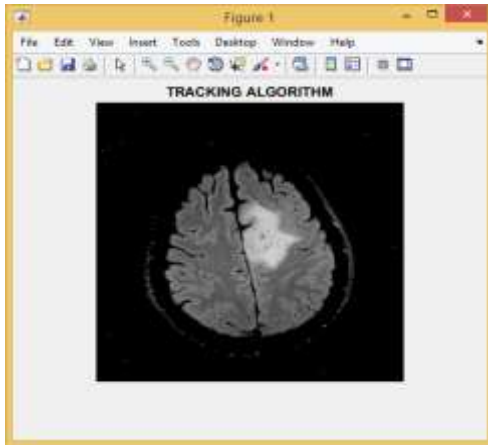 Figure 1
File Edit View Insert Tools Desktop Window Help
TRACKING ALGORITHM